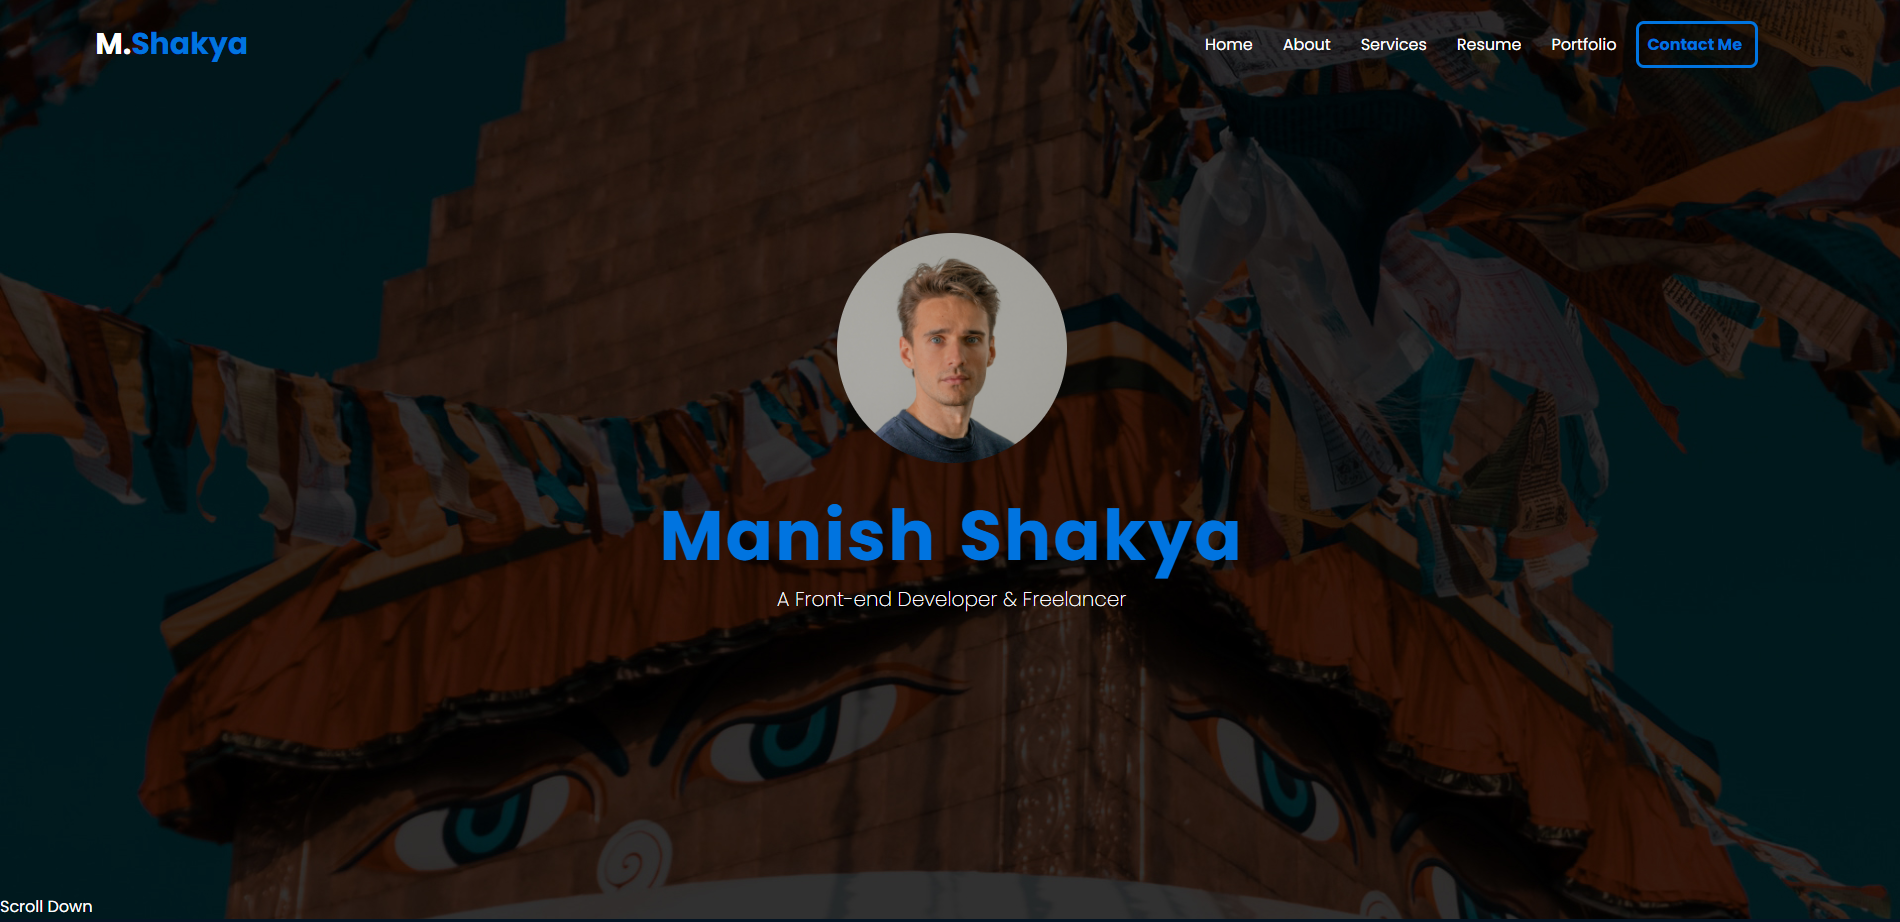 M.Shakya
Home About Services Resume Portfolio Contact Me
Manish Shakya
A Front-end Developer & Freelancer
Scroll Down